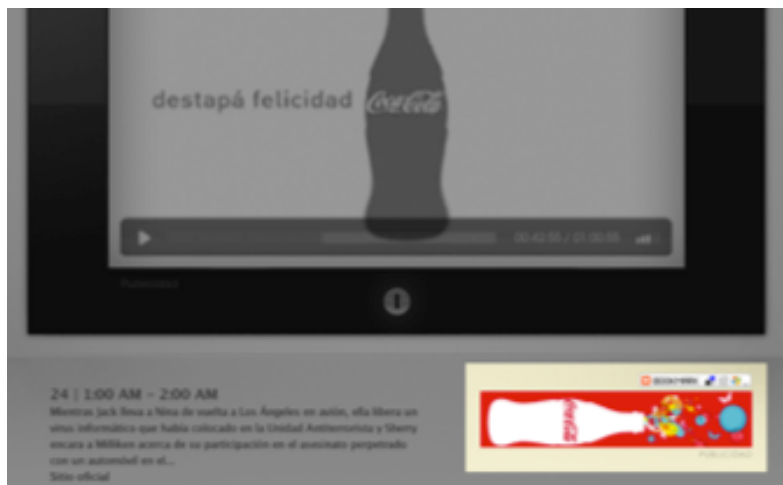 destapá felicidad Coca-Cola
00:42:55 / 01:00:55
Publicidad
BOOKMARK
24 | 1:00 AM - 2:00 AM
Mientras Jack lleva a Nina de vuelta a Los Ángeles en avión, ella libera un
virus informático que había colocado en la Unidad Antiterrorista y Sherry
encara a Milliken acerca de su participación en el asesinato perpetrado
con un automóvil en el...
Sitio oficial
PUBLICIDAD